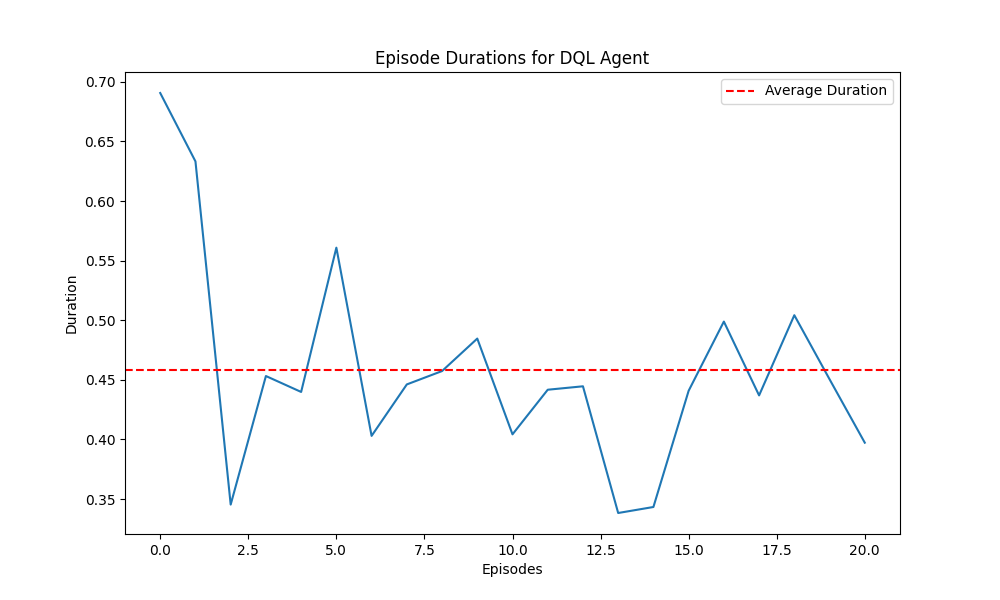 Episode Durations for DQL Agent
Average Duration
0.70
0.65
0.60
0.55
0.50
0.45
0.40
0.35
Duration
0.0 2.5 5.0 7.5 10.0 12.5 15.0 17.5 20.0
Episodes